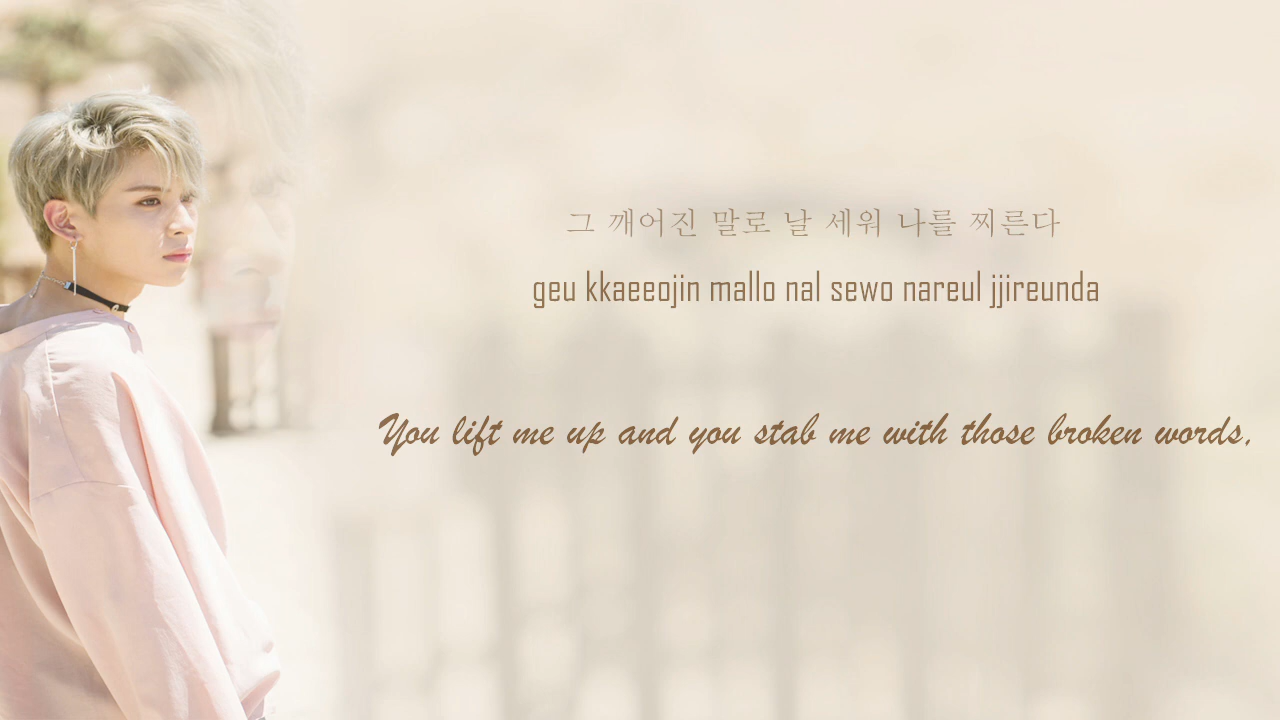 그 깨어진 말로 날 세워 나를 찌른다
geu kkaeeojin mallo nal sewo nareul jjireunda
You lift me up and you stab me with those broken words.